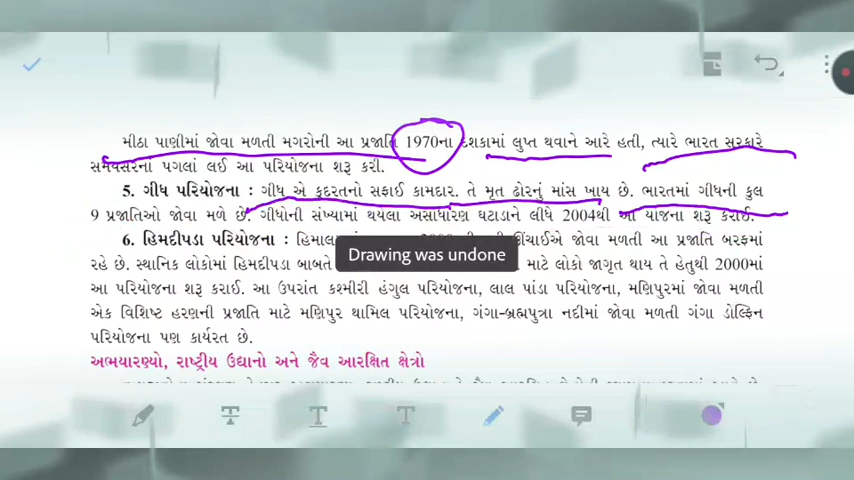 મીઠા પાણીમાં જોવા મળતી મગરોની આ પ્રજાતિ 1970ના દશકામાં લુપ્ત થવાને આરે હતી, ત્યારે ભારત સરકારે
સમયસરના પગલાં લઈ આ પરિયોજના શરૂ કરી.
5. ગીધ પરિયોજના : ગીધ એ કુદરતનો સફાઈ કામદાર. તે મૃત ઢોરનું માંસ ખાય છે. ભારતમાં ગીધની કુલ
9 પ્રજાતિઓ જોવા મળે છે. ગીધોની સંખ્યામાં થયેલા અસાધારણ ઘટાડાને લીધે 2004થી આ યોજના શરૂ કરાઈ.
6. હિમદીપડા પરિયોજના : ઊંચાઈએ જોવા મળતી આ પ્રજાતિ બરફમાં
રહે છે. સ્થાનિક લોકોમાં હિમદીપડા બાબતે માટે લોકો જાગૃત થાય તે હેતુથી 2000માં
આ પરિયોજના શરૂ કરાઈ. આ ઉપરાંત કશ્મીરી હંગુલ પરિયોજના, લાલ પાંડા પરિયોજના, મણિપુરમાં જોવા મળતી
એક વિશિષ્ટ હરણની પ્રજાતિ માટે મણિપુર થામિલ પરિયોજના, ગંગા-બ્રહ્મપુત્રા નદીમાં જોવા મળતી ગંગા ડોલ્ફિન
પરિયોજના પણ કાર્યરત છે.
અભયારણ્યો, રાષ્ટ્રીય ઉદ્યાનો અને જૈવ આરક્ષિત ક્ષેત્રો
Drawing was undone